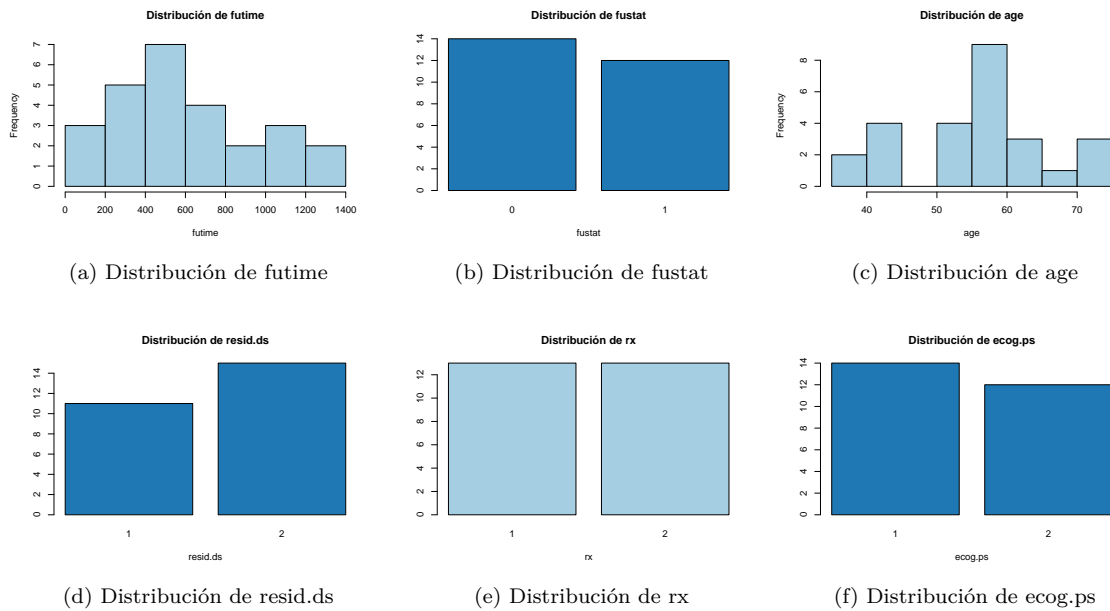 Distribución de futime
Frequency
7
6
5
4
3
2
1
0
0 200 400 600 800 1000 1200 1400
futime
(a) Distribución de futime
Distribución de fustat
14
12
10
8
6
4
2
0
0 1
fustat
(b) Distribución de fustat
Distribución de age
Frequency
8
6
4
2
0
40 50 60 70
age
(c) Distribución de age
Distribución de resid.ds
14
12
10
8
6
4
2
0
1 2
resid.ds
(d) Distribución de resid.ds
Distribución de rx
12
10
8
6
4
2
0
1 2
rx
(e) Distribución de rx
Distribución de ecog.ps
14
12
10
8
6
4
2
0
1 2
ecog.ps
(f) Distribución de ecog.ps